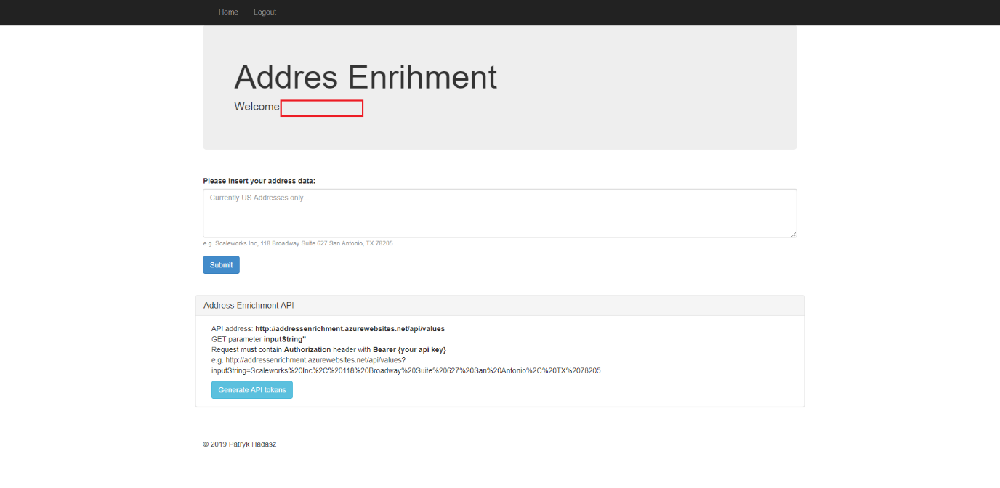 Home Logout
Addres Enrihment
Welcome
Please insert your address data:
Currently US Addresses only...
e.g. Scaleworks Inc, 118 Broadway Suite 627 San Antonio, TX 78205
Submit
Address Enrichment API
API address: http://addressenrichment.azurewebsites.net/api/values
GET parameter inputString"
Request must contain Authorization header with Bearer {your api key}
e.g. http://addressenrichment.azurewebsites.net/api/values?
inputString=Scaleworks%20Inc%2C%20118%20Broadway%20Suite%20627%20San%20Antonio%2C%20TX%2078205
Generate API tokens
© 2019 Patryk Hadasz